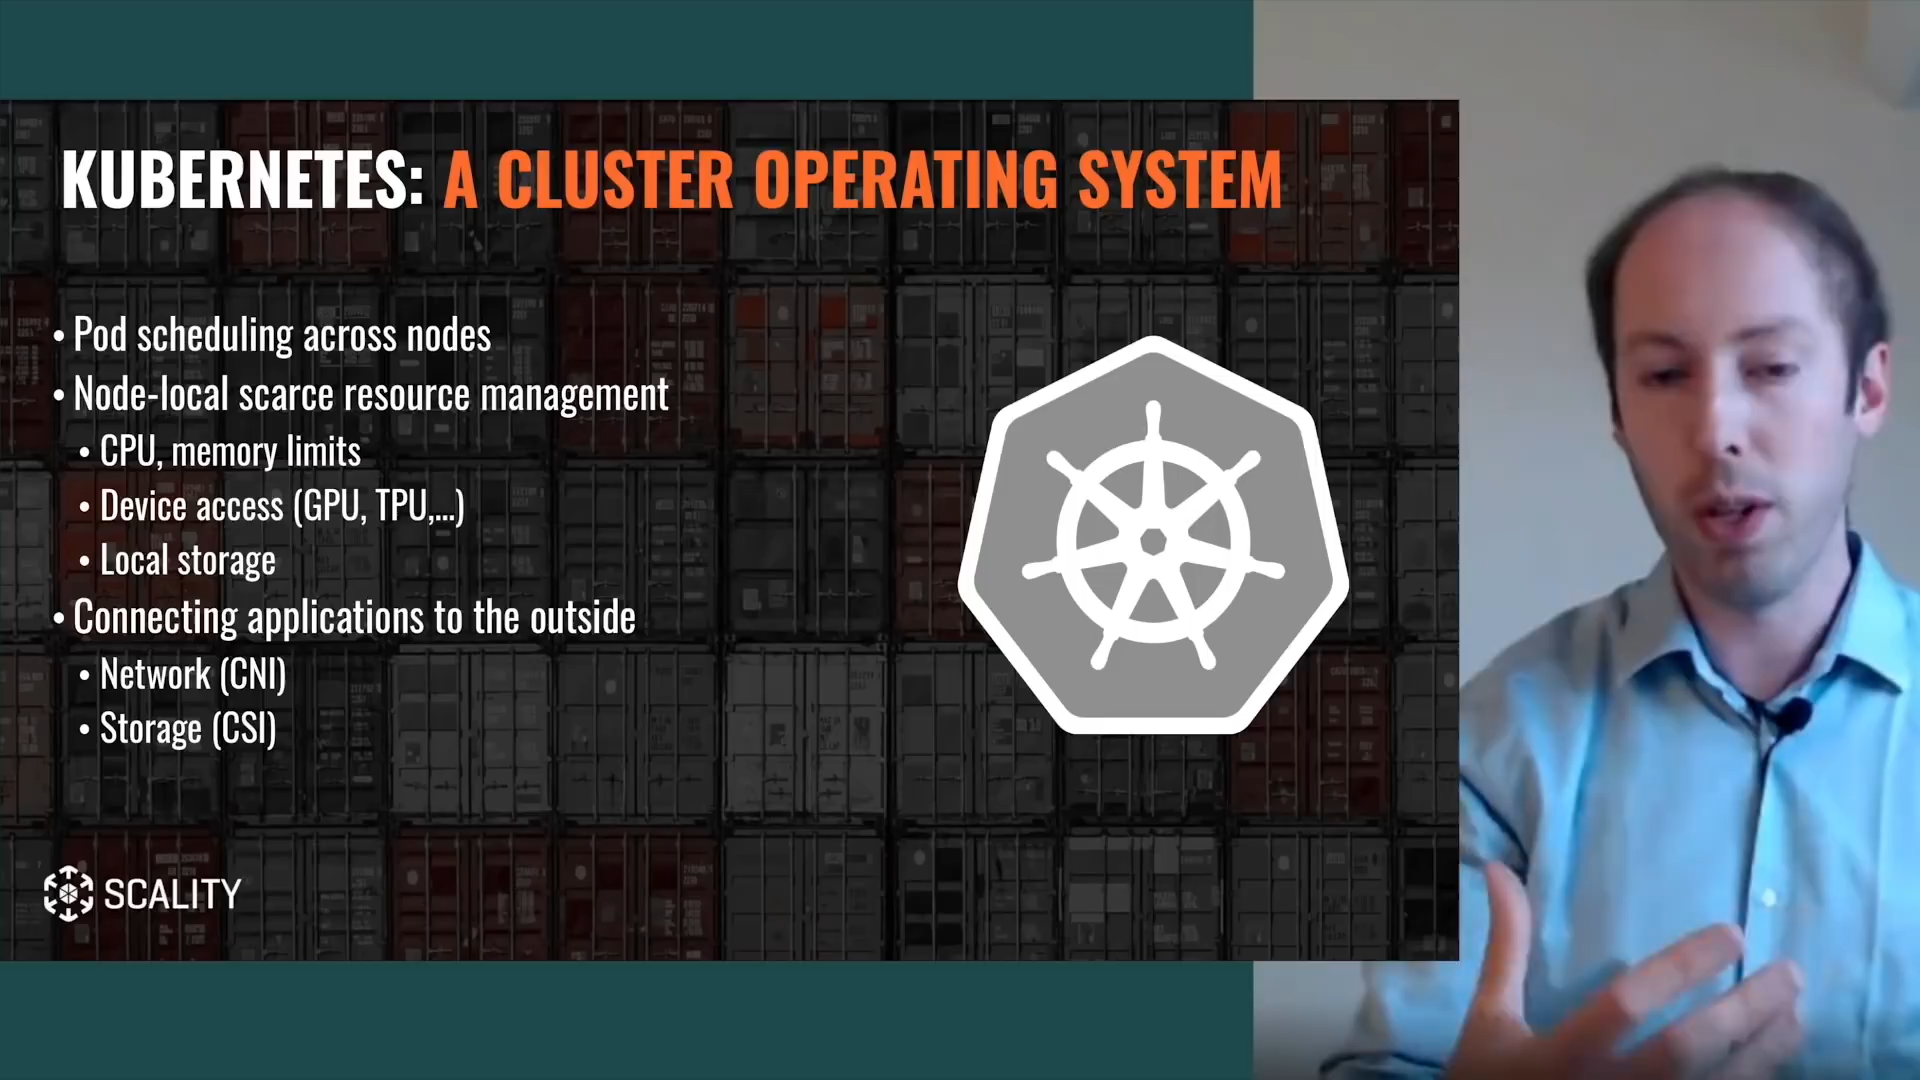 KUBERNETES: A CLUSTER OPERATING SYSTEM
• Pod scheduling across nodes
• Node-local scarce resource management
• CPU, memory limits
• Device access (GPU, TPU,...)
• Local storage
• Connecting applications to the outside
• Network (CNI)
• Storage (CSI)
SCALITY